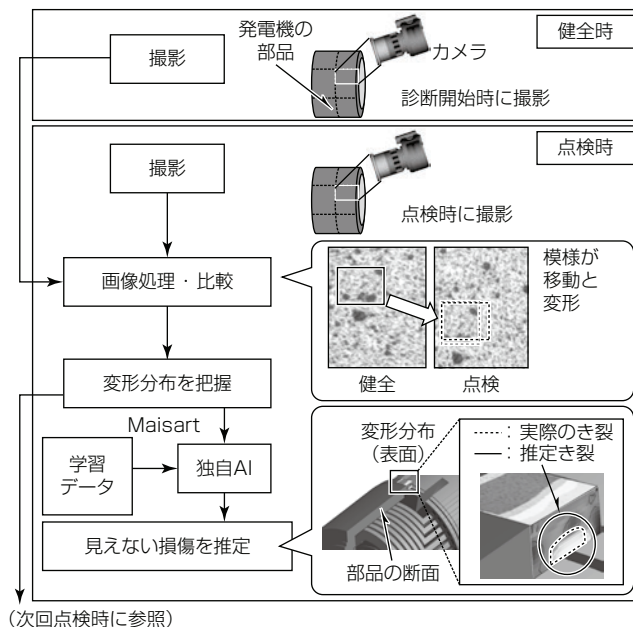 発電機の
部品
カメラ
健全時
撮影
診断開始時に撮影
点検時
撮影
点検時に撮影
画像処理・比較
模様が
移動と
変形
健全
点検
変形分布を把握
Maisart
学習
データ
独自AI
変形分布
(表面)
:実際のき裂
:推定き裂
見えない損傷を推定
部品の断面
(次回点検時に参照)